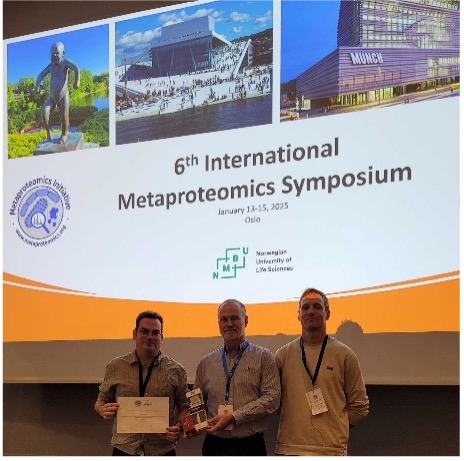 MUNCH
6th International
Metaproteomics Symposium
January 13-15, 2025
Oslo
Metaproteomics Initiative
www.metaproteomics.org
NMBU
Norwegian
University of
Life Sciences